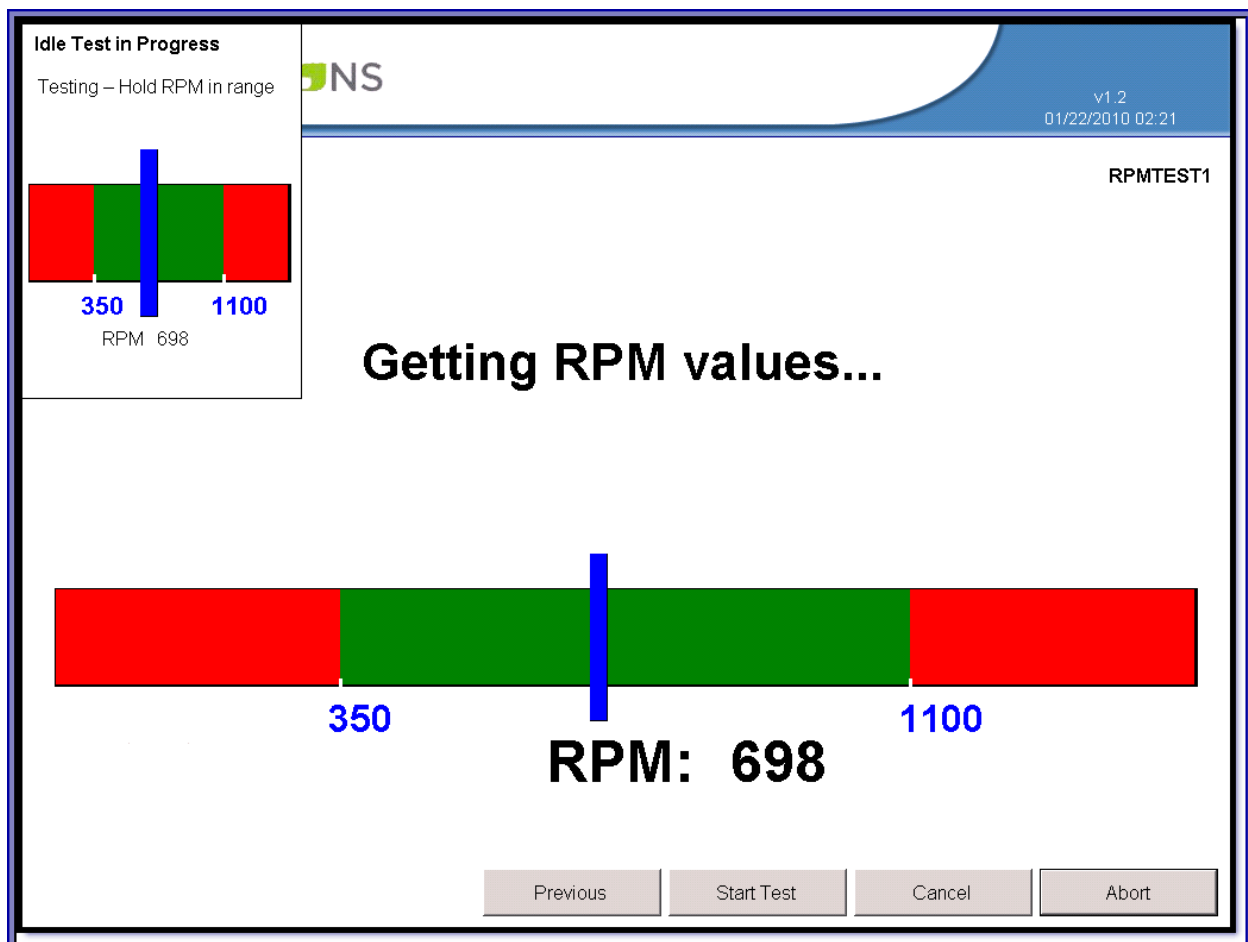 Idle Test in Progress
Testing – Hold RPM in range
350 1100
RPM 698
NS
v1.2
01/22/2010 02:21
RPMTEST1
Getting RPM values...
350 1100
RPM: 698
Previous Start Test Cancel Abort